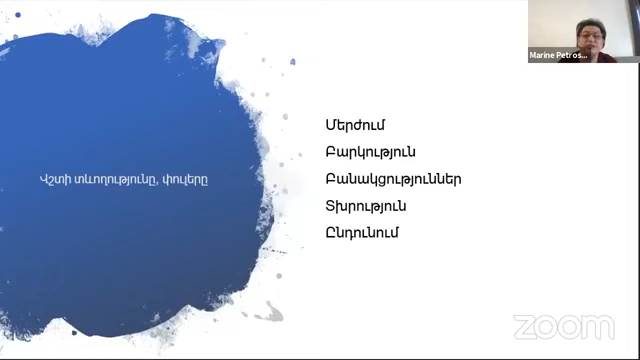 Marine Petros...
Վշտի տևողությունը, փուլերը
Մերժում
Բարկություն
Բանակցություններ
Տխրություն
Ընդունում
zoom